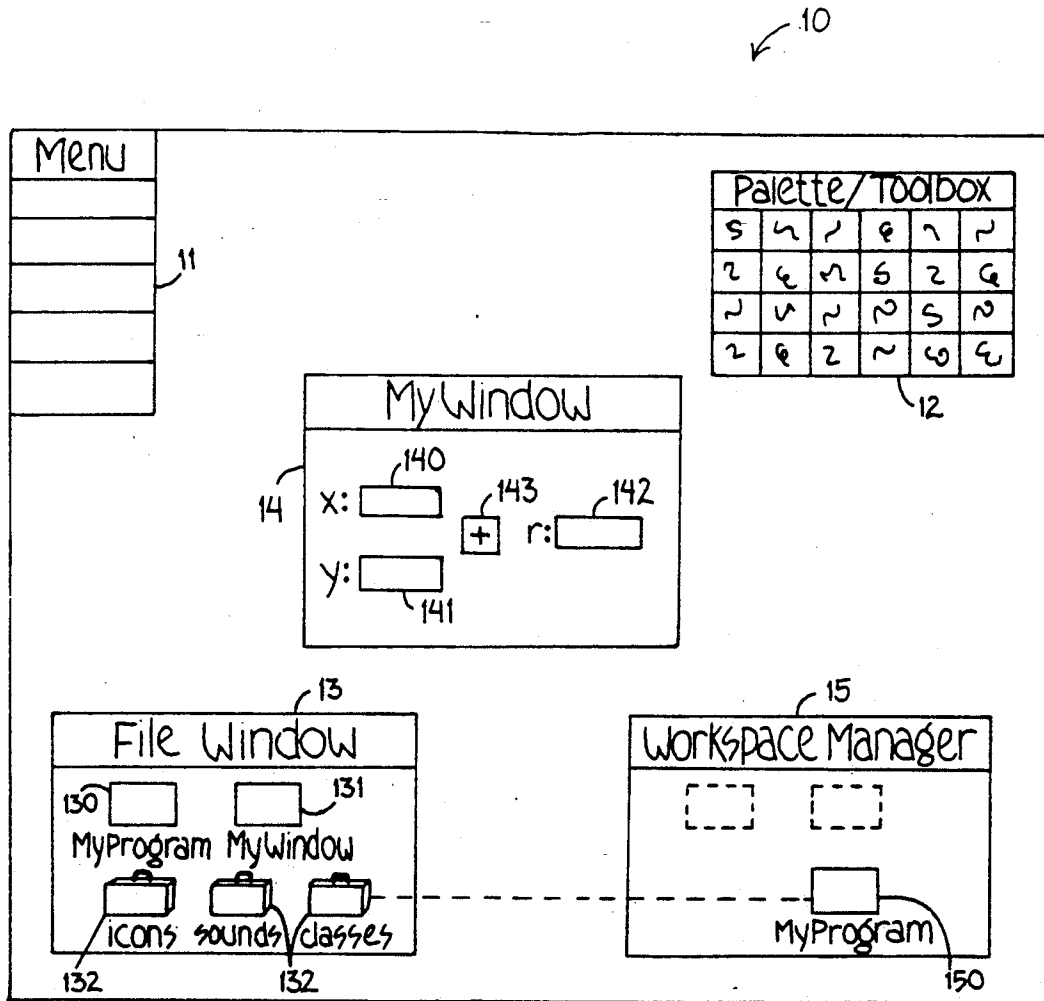 10
Menu
11
Palette/Toolbox
12
MyWindow
14
x:
140
143
r:
142
y:
141
13
File Window
130
131
MyProgram MyWindow
icons sounds classes
132 132
15
Workspace Manager
MyProgram
150